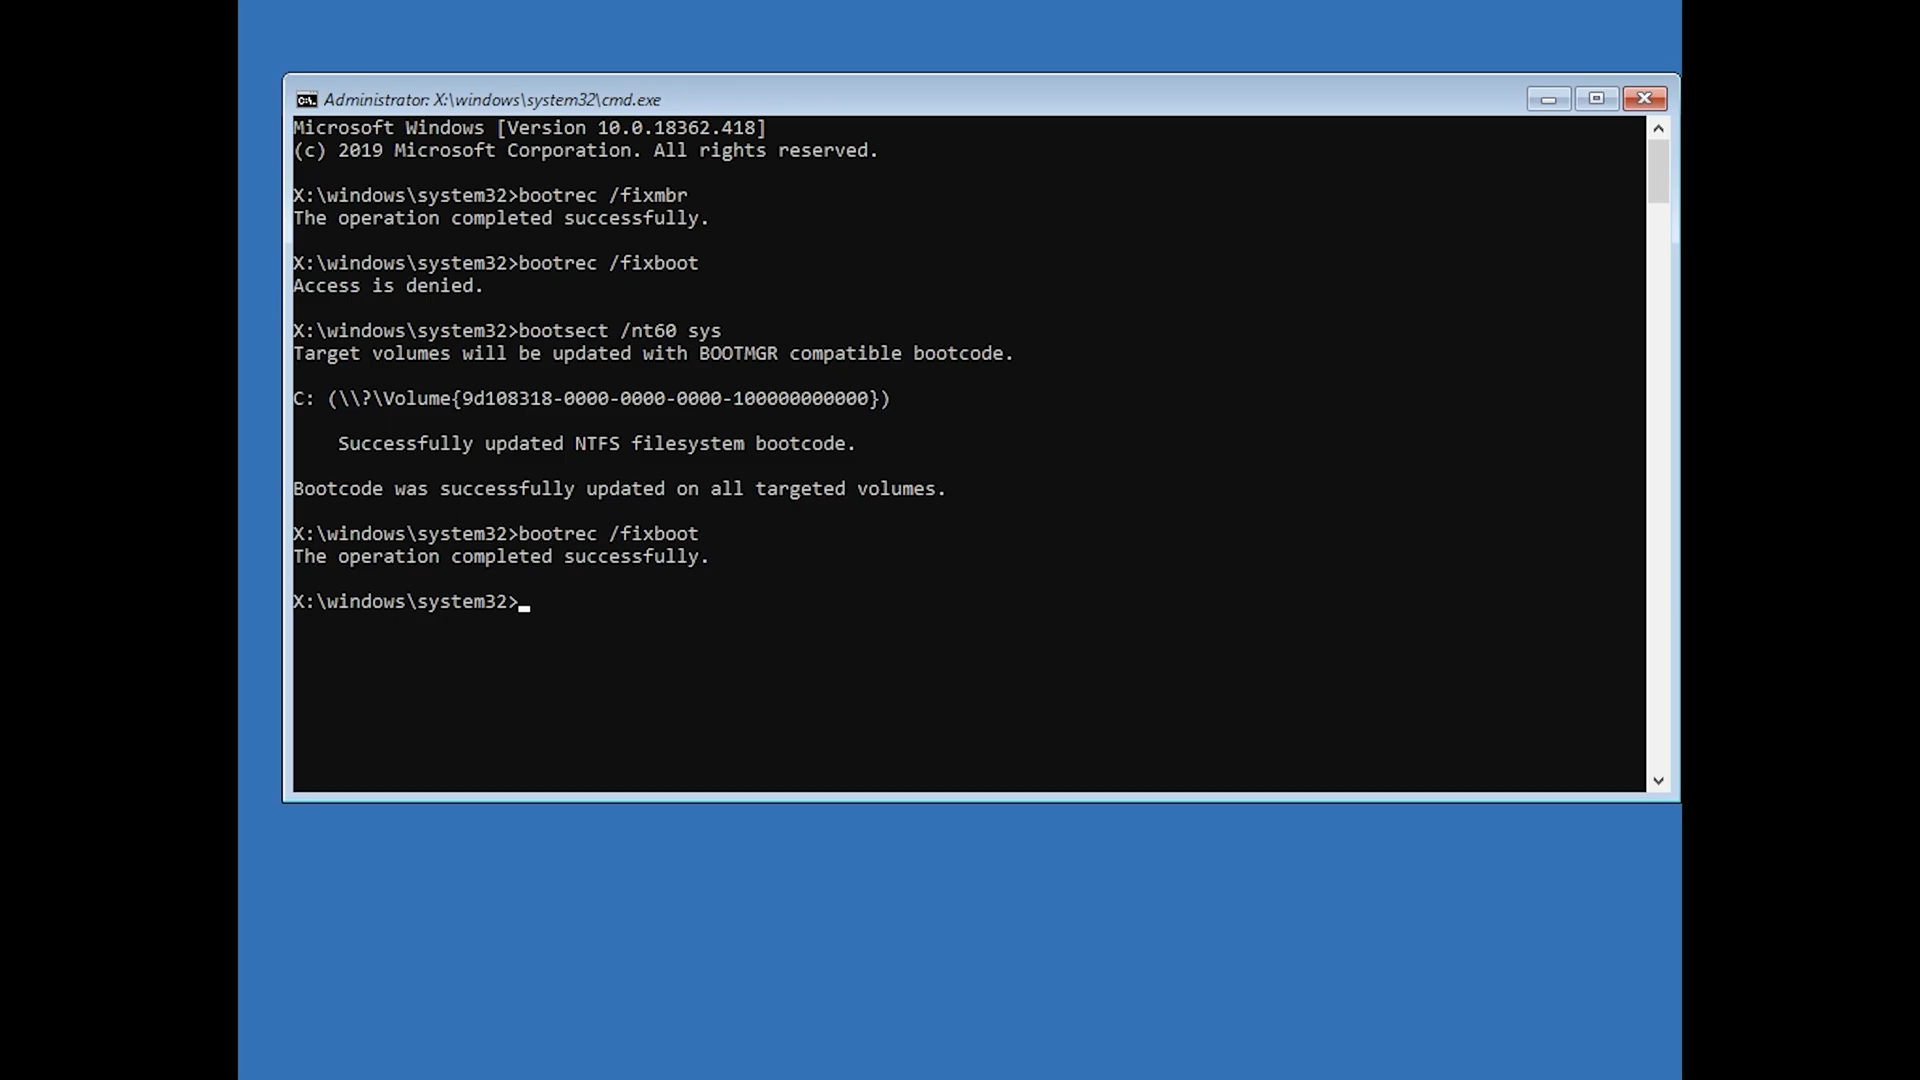 Administrator: X:\windows\system32\cmd.exe
Microsoft Windows [Version 10.0.18362.418]
(c) 2019 Microsoft Corporation. All rights reserved.
X:\windows\system32>bootrec /fixmbr
The operation completed successfully.
X:\windows\system32>bootrec /fixboot
Access is denied.
X:\windows\system32>bootsect /nt60 sys
Target volumes will be updated with BOOTMGR compatible bootcode.
C: (\\?\Volume{9d108318-0000-0000-0000-100000000000})
Successfully updated NTFS filesystem bootcode.
Bootcode was successfully updated on all targeted volumes.
X:\windows\system32>bootrec /fixboot
The operation completed successfully.
X:\windows\system32>